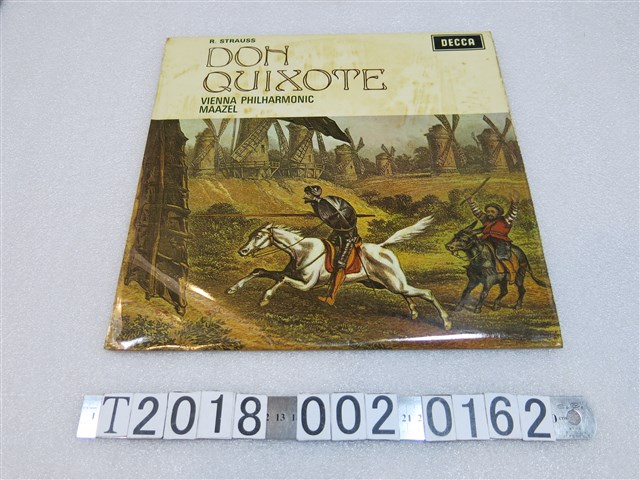 R. STRAUSS
DECCA
DON
QUIXOTE
VIENNA PHILHARMONIC
MAAZEL
T2018 002 0162